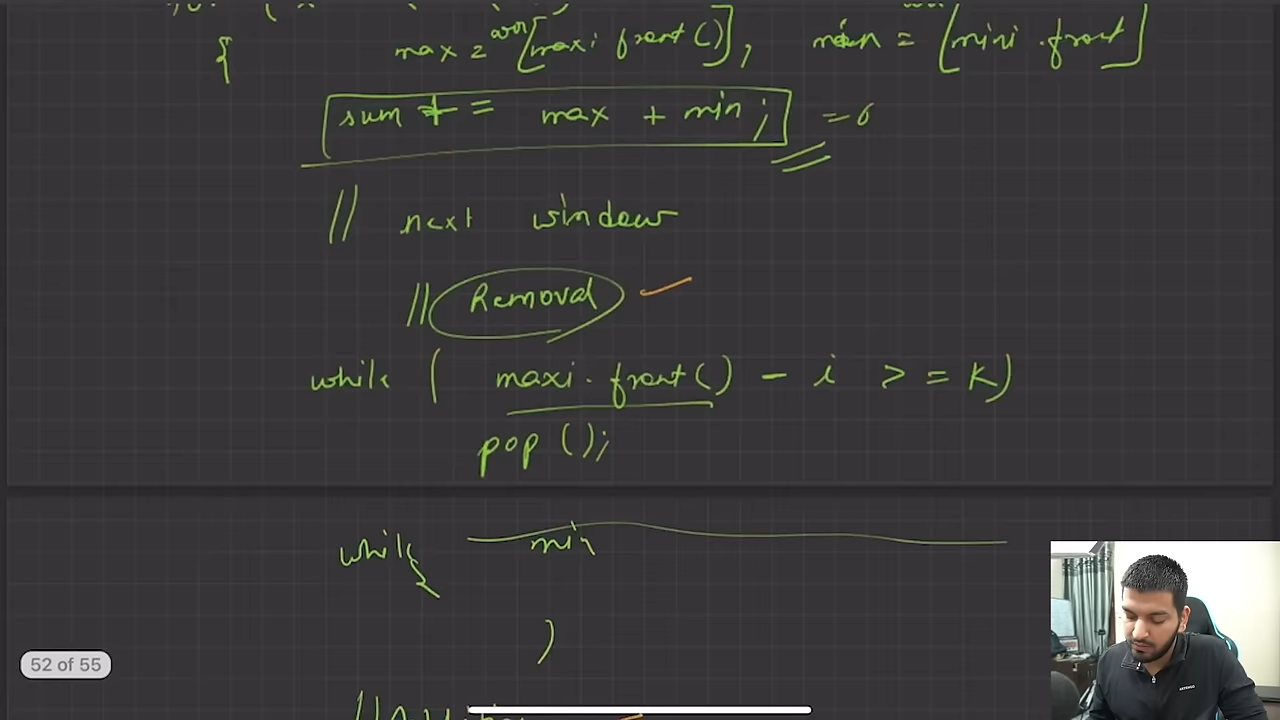 { max = arr[maxi front()], min = [mini.front]
sum += max + min; = 0
// next window
// Removal
while ( maxi.front() - i >= K)
pop();
while min
)
52 of 55